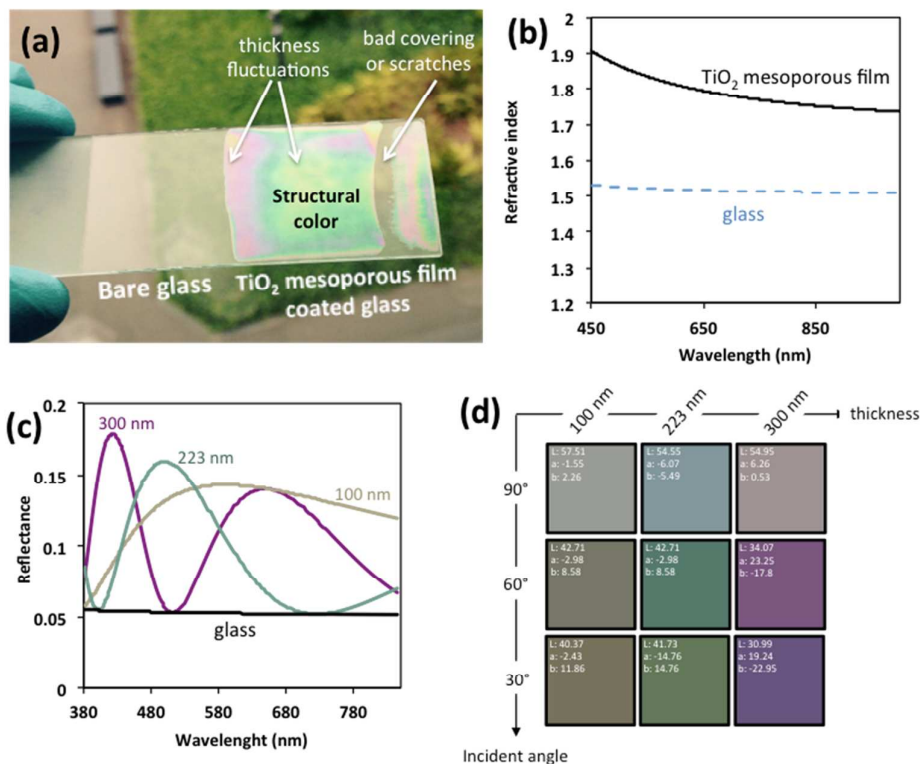 (a)
thickness
fluctuations
bad covering
or scratches
Structural
color
Bare glass
TiO2 mesoporous film
coated glass
(b)
2
1.9
1.8
1.7
1.6
1.5
1.4
1.3
1.2
Refractive index
TiO2 mesoporous film
glass
450
650
850
Wavelength (nm)
(c)
0.2
0.15
0.1
0.05
0
Reflectance
300 nm
223 nm
100 nm
glass
380
480
580
680
780
Wavelenght (nm)
(d)
100 nm
223 nm
300 nm
thickness
90°
L: 57.51
a: -1.55
b: 2.26
L: 54.55
a: -6.07
b: -5.49
L: 54.95
a: 6.26
b: 0.53
60°
L: 42.71
a: -2.98
b: 8.58
L: 42.71
a: -2.98
b: 8.58
L: 34.07
a: 23.25
b: -17.8
30°
L: 40.37
a: -2.43
b: 11.86
L: 41.73
a: -14.76
b: 14.76
L: 30.99
a: 19.24
b: -22.95
Incident angle